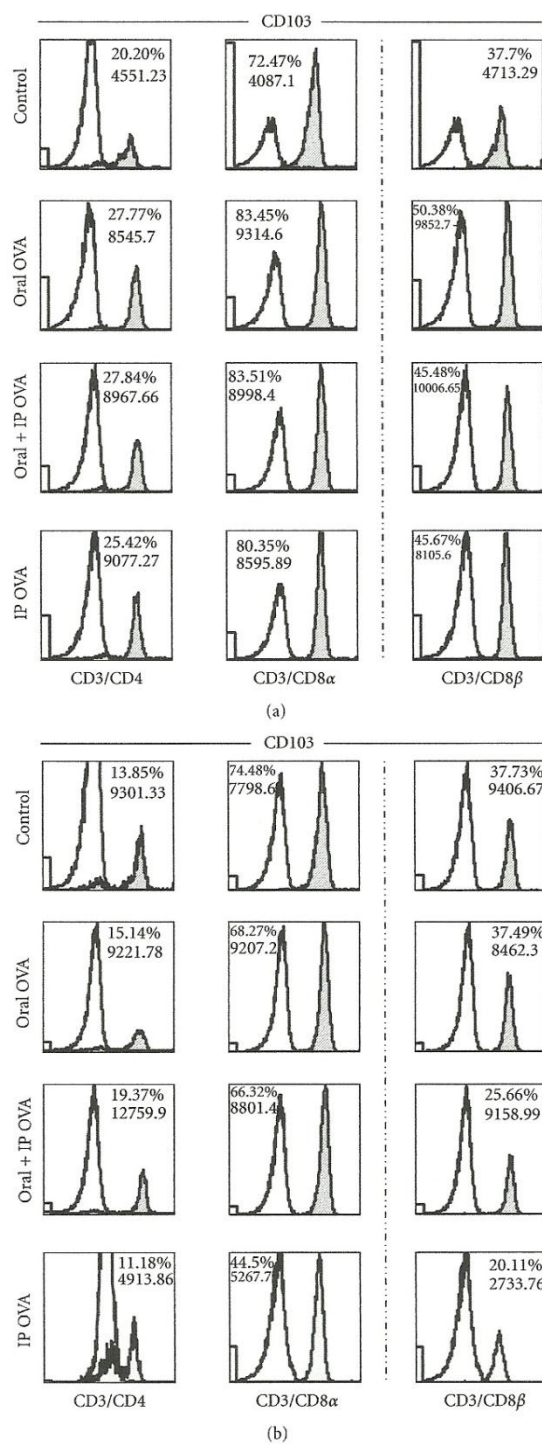 CD103
Control
20.20%
4551.23
72.47%
4087.1
37.7%
4713.29
Oral OVA
27.77%
8545.7
83.45%
9314.6
50.38%
9852.7
Oral + IP OVA
27.84%
8967.66
83.51%
8998.4
45.48%
10006.65
IP OVA
25.42%
9077.27
80.35%
8595.89
45.67%
8105.6
CD3/CD4
CD3/CD8α
CD3/CD8β
(a)
CD103
Control
13.85%
9301.33
74.48%
7798.6
37.73%
9406.67
Oral OVA
15.14%
9221.78
68.27%
9207.2
37.49%
8462.3
Oral + IP OVA
19.37%
12759.9
66.32%
8801.4
25.66%
9158.99
IP OVA
11.18%
4913.86
44.5%
5267.7
20.11%
2733.76
CD3/CD4
CD3/CD8α
CD3/CD8β
(b)